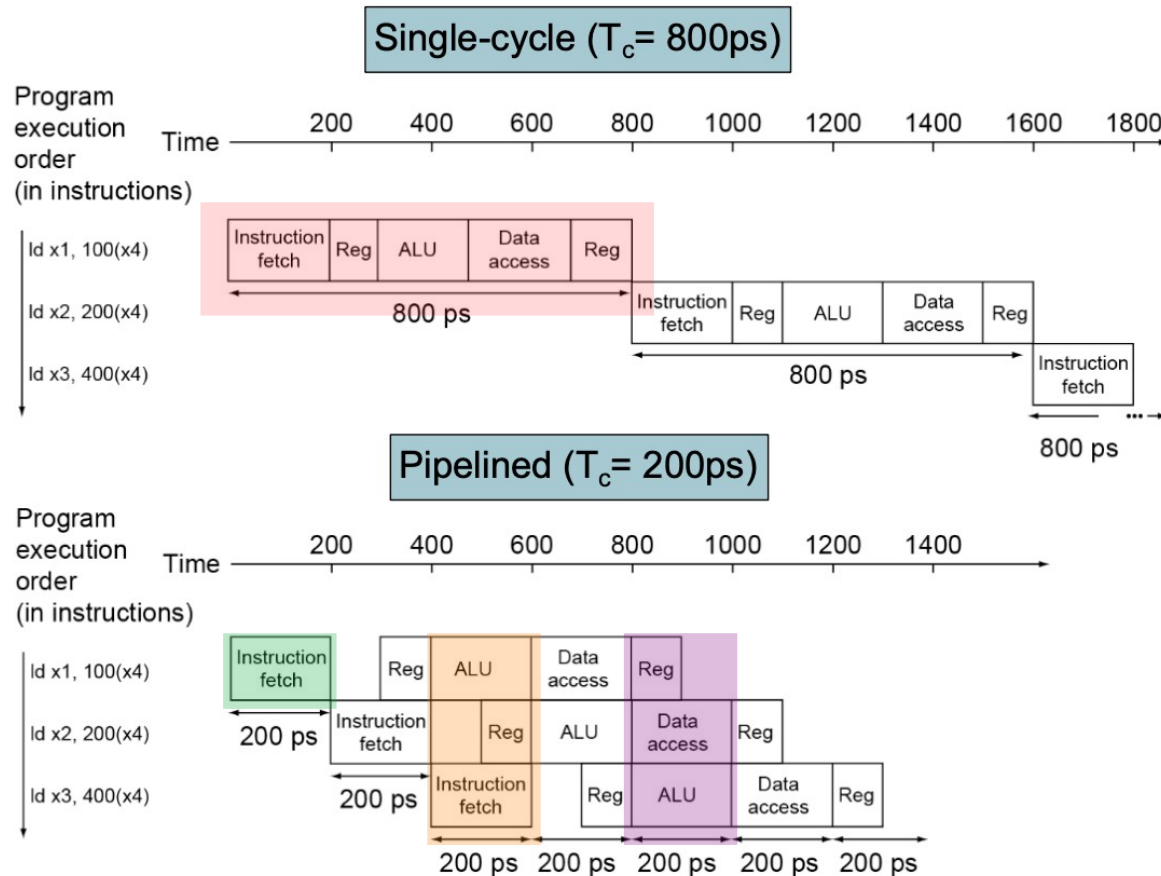 Single-cycle (Tc= 800ps)
Program
execution
order
(in instructions)
Time
200 400 600 800 1000 1200 1400 1600 1800
ld x1, 100(x4)
Instruction
fetch
Reg
ALU
Data
access
Reg
800 ps
ld x2, 200(x4)
Instruction
fetch
Reg
ALU
Data
access
Reg
800 ps
ld x3, 400(x4)
Instruction
fetch
...
800 ps
Pipelined (Tc= 200ps)
Program
execution
order
(in instructions)
Time
200 400 600 800 1000 1200 1400
ld x1, 100(x4)
Instruction
fetch
Reg
ALU
Data
access
Reg
200 ps
ld x2, 200(x4)
Instruction
fetch
Reg
ALU
Data
access
Reg
200 ps
ld x3, 400(x4)
Instruction
fetch
Reg
ALU
Data
access
Reg
200 ps 200 ps 200 ps 200 ps 200 ps